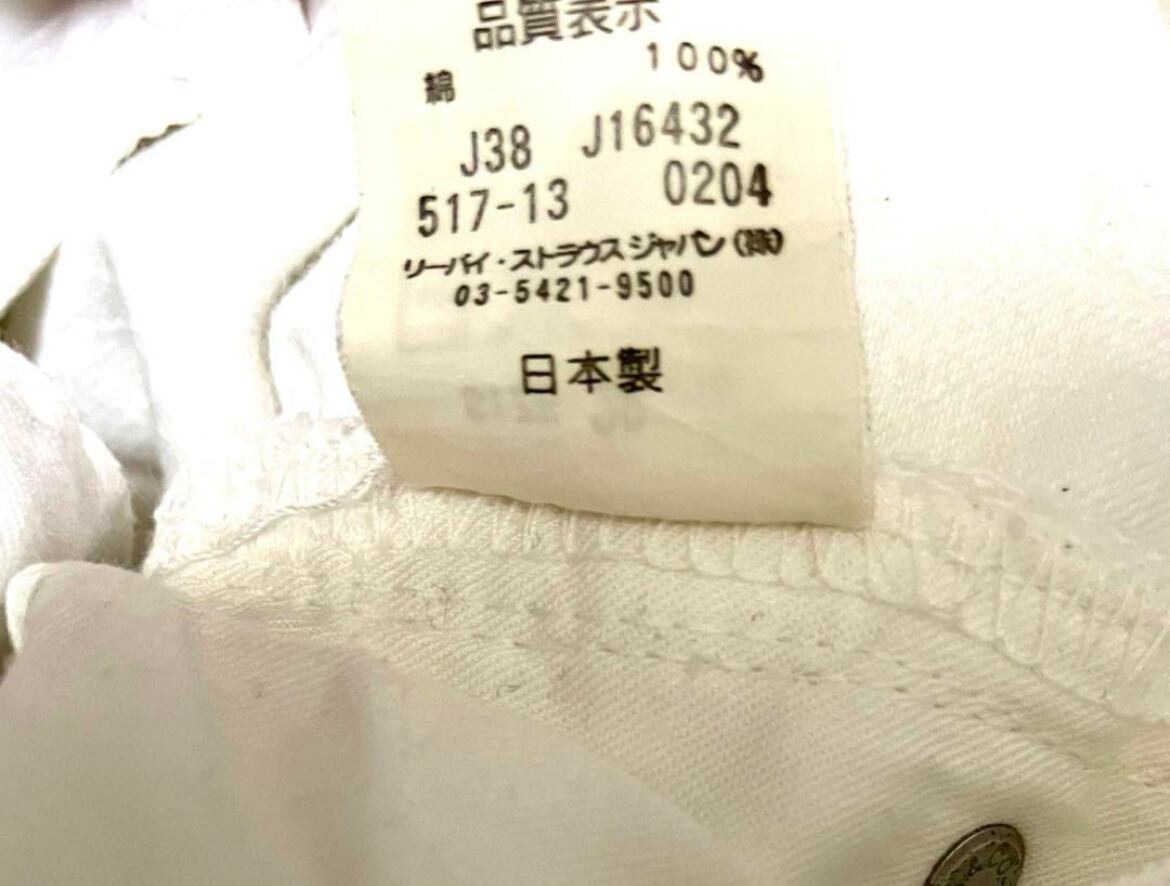 品質表示
綿 100%
J38 J16432
517-13 0204
リーバイ・ストラウスジャパン(株)
03-5421-9500
日本製
& CO